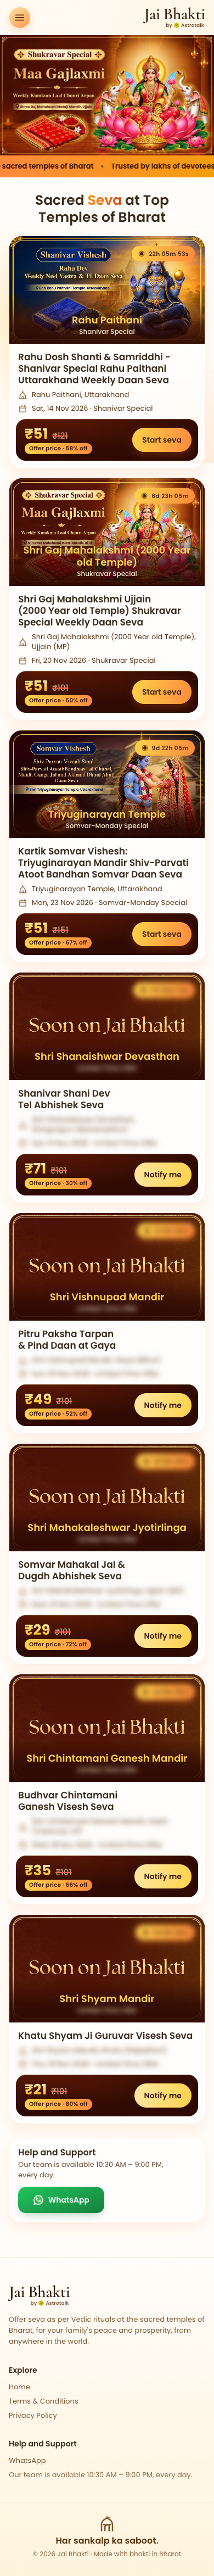 Jai Bhakti
by Astrotalk
Shukravar Special
Maa Gajlaxmi
Weekly Kamkam Laal Chunri Arpan
sacred temples of Bharat • Trusted by lakhs of devotees
Sacred Seva at Top
Temples of Bharat
Shanivar Vishesh
22h 05m 53s
Rahu Dev
Weekly Neel Vastra & Til Daan Seva
Rahu Paithani
Shanivar Special
Rahu Dosh Shanti & Samriddhi -
Shanivar Special Rahu Paithani
Uttarakhand Weekly Daan Seva
Rahu Paithani, Uttarakhand
Sat, 14 Nov 2026 · Shanivar Special
₹51 ₹121
Offer price · 58% off
Start seva
Shukravar Special
6d 23h 05m
Maa Gajlaxmi
Shri Gaj Mahalakshmi (2000 Year
old Temple)
Shukravar Special
Shri Gaj Mahalakshmi Ujjain
(2000 Year old Temple) Shukravar
Special Weekly Daan Seva
Shri Gaj Mahalakshmi (2000 Year old Temple),
Ujjain (MP)
Fri, 20 Nov 2026 · Shukravar Special
₹51 ₹101
Offer price · 50% off
Start seva
Somvar Vishesh
9d 22h 05m
Triyuginarayan Temple
Somvar-Monday Special
Kartik Somvar Vishesh:
Triyuginarayan Mandir Shiv-Parvati
Atoot Bandhan Somvar Daan Seva
Triyuginarayan Temple, Uttarakhand
Mon, 23 Nov 2026 · Somvar-Monday Special
₹51 ₹151
Offer price · 67% off
Start seva
Soon on Jai Bhakti
Shri Shanaishwar Devasthan
Shanivar Shani Dev
Tel Abhishek Seva
₹71 ₹101
Offer price · 30% off
Notify me
Soon on Jai Bhakti
Shri Vishnupad Mandir
Pitru Paksha Tarpan
& Pind Daan at Gaya
₹49 ₹101
Offer price · 52% off
Notify me
Soon on Jai Bhakti
Shri Mahakaleshwar Jyotirlinga
Somvar Mahakal Jal &
Dugdh Abhishek Seva
₹29 ₹101
Offer price · 72% off
Notify me
Soon on Jai Bhakti
Shri Chintamani Ganesh Mandir
Budhvar Chintamani
Ganesh Visesh Seva
₹35 ₹101
Offer price · 66% off
Notify me
Soon on Jai Bhakti
Shri Shyam Mandir
Khatu Shyam Ji Guruvar Visesh Seva
₹21 ₹101
Offer price · 80% off
Notify me
Help and Support
Our team is available 10:30 AM – 9:00 PM,
every day.
WhatsApp
Jai Bhakti
by Astrotalk
Offer seva as per Vedic rituals at the sacred temples of
Bharat, for your family's peace and prosperity, from
anywhere in the world.
Explore
Home
Terms & Conditions
Privacy Policy
Help and Support
WhatsApp
Our team is available 10:30 AM – 9:00 PM, every day.
Har sankalp ka saboot.
© 2026 Jai Bhakti · Made with bhakti in Bharat